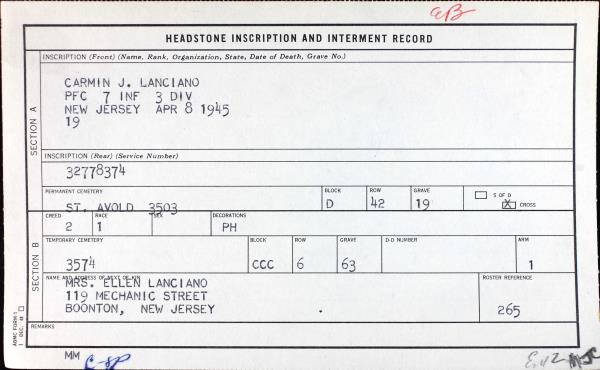 HEADSTONE INSCRIPTION AND INTERMENT RECORD
INSCRIPTION (Front) (Name, Rank, Organization, State, Date of Death, Grave No.)
CARMIN J. LANCIANO
PFC 7 INF 3 DIV
NEW JERSEY APR 8 1945
19
SECTION A
INSCRIPTION (Rear) (Service Number)
32778374
PERMANENT CEMETERY BLOCK ROW GRAVE
ST. AVOLD 3503 D 42 19
S OF D
X CROSS
CREED RACE SEX DECORATIONS
2 1 PH
SECTION B
TEMPORARY CEMETERY BLOCK ROW GRAVE D-D NUMBER ARM
3574 CCC 6 63 1
NAME AND ADDRESS OF NEXT OF KIN ROSTER REFERENCE
MRS. ELLEN LANCIANO
119 MECHANIC STREET
BOONTON, NEW JERSEY 265
REMARKS
ABMC FORM 1
MM